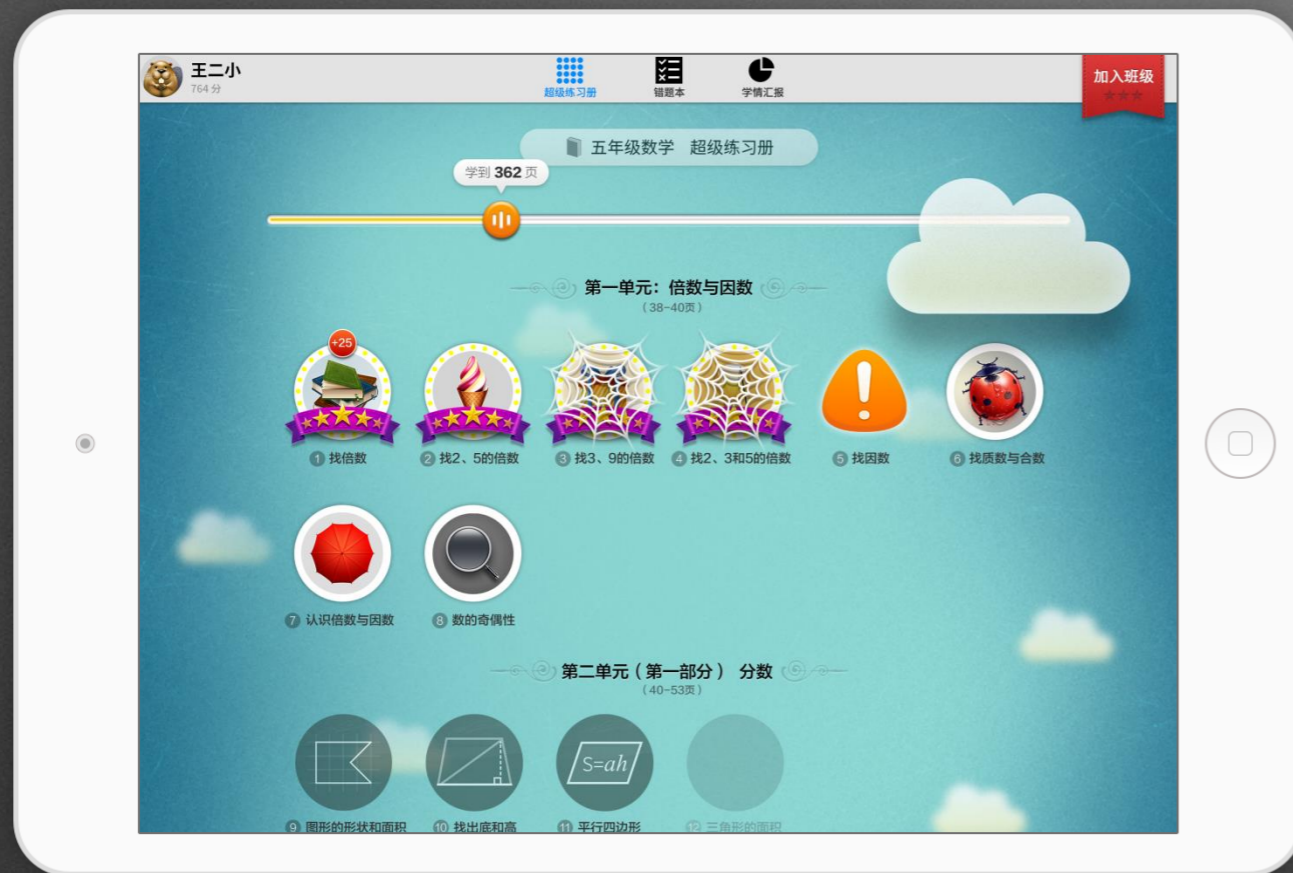 王二小
764 分
超级练习册
错题本
学情汇报
加入班级
五年级数学 超级练习册
学到 362 页
第一单元：倍数与因数
（38-40页）
+25
1 找倍数
2 找2、5的倍数
3 找3、9的倍数
4 找2、3和5的倍数
5 找因数
6 找质数与合数
7 认识倍数与因数
8 数的奇偶性
第二单元（第一部分） 分数
（40-53页）
S=ah
9 图形的形状和面积
10 找出底和高
11 平行四边形
12 三角形的面积